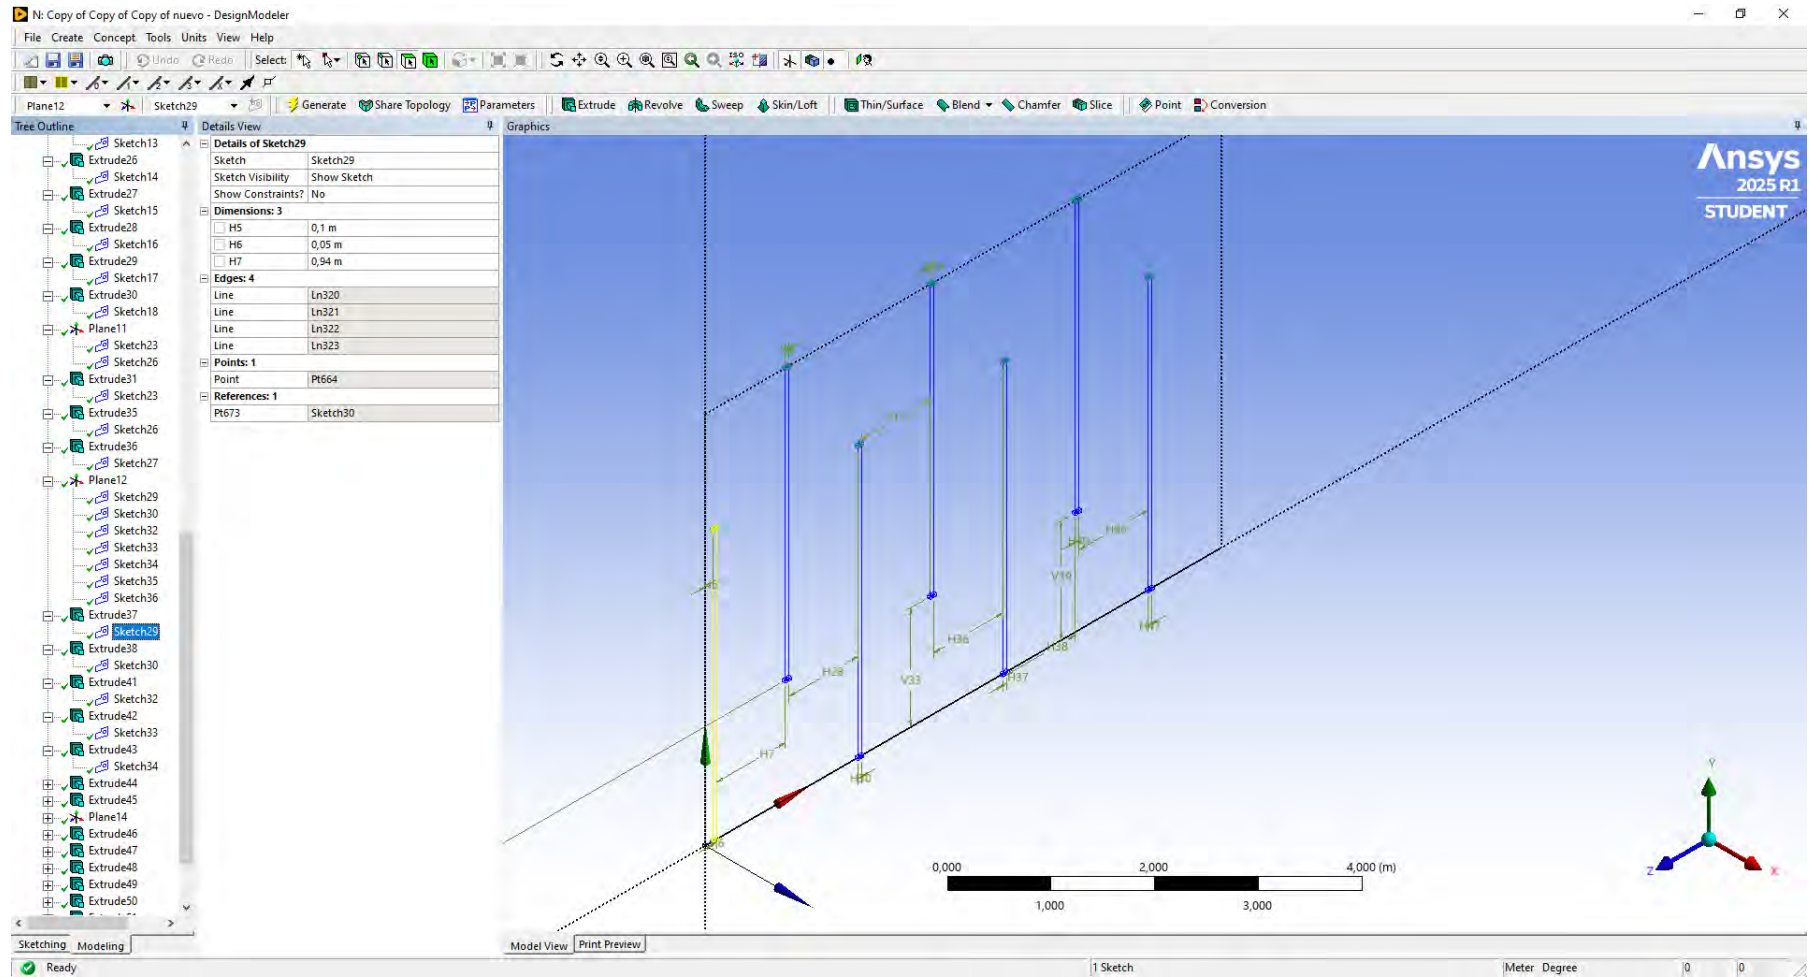 N: Copy of Copy of Copy of nuevo - DesignModeler
File Create Concept Tools Units View Help
Undo Redo Select:
Plane12 Sketch29 Generate Share Topology Parameters Extrude Revolve Sweep Skin/Loft Thin/Surface Blend Chamfer Slice Point Conversion
Tree Outline
Sketch13
Extrude26
Sketch14
Extrude27
Sketch15
Extrude28
Sketch16
Extrude29
Sketch17
Extrude30
Sketch18
Plane11
Sketch23
Sketch26
Extrude31
Sketch23
Extrude35
Sketch26
Extrude36
Sketch27
Plane12
Sketch29
Sketch30
Sketch32
Sketch33
Sketch34
Sketch35
Sketch36
Extrude37
Sketch29
Extrude38
Sketch30
Extrude41
Sketch32
Extrude42
Sketch33
Extrude43
Sketch34
Extrude44
Extrude45
Plane14
Extrude46
Extrude47
Extrude48
Extrude49
Extrude50
Sketching Modeling
Details View
Details of Sketch29
Sketch Sketch29
Sketch Visibility Show Sketch
Show Constraints? No
Dimensions: 3
H5 0,1 m
H6 0,05 m
H7 0,94 m
Edges: 4
Line Ln320
Line Ln321
Line Ln322
Line Ln323
Points: 1
Point Pt664
References: 1
Pt673 Sketch30
Graphics
Ansys
2025 R1
STUDENT
V39
H36
H38
H28
V33
H37
H7
0,000 2,000 4,000 (m)
1,000 3,000
Y
Z
X
Model View Print Preview
Ready 1 Sketch Meter Degree 0 0